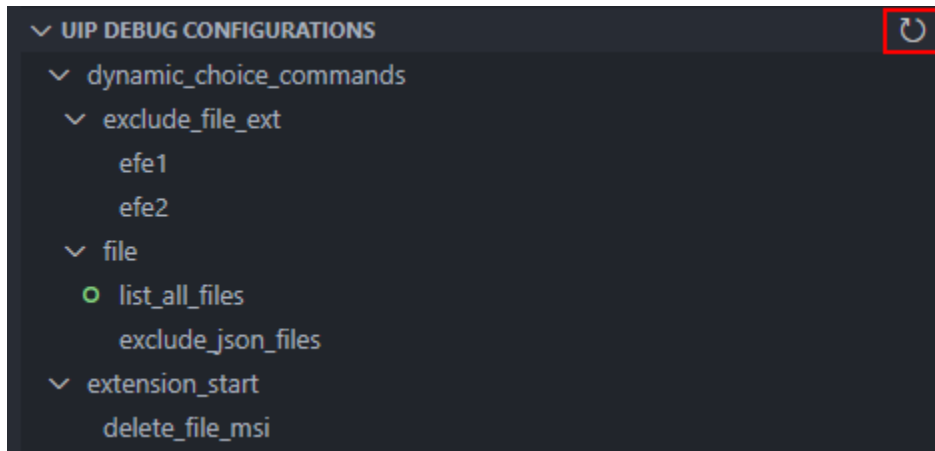 UIP DEBUG CONFIGURATIONS
dynamic_choice_commands
exclude_file_ext
efe1
efe2
file
list_all_files
exclude_json_files
extension_start
delete_file_msi